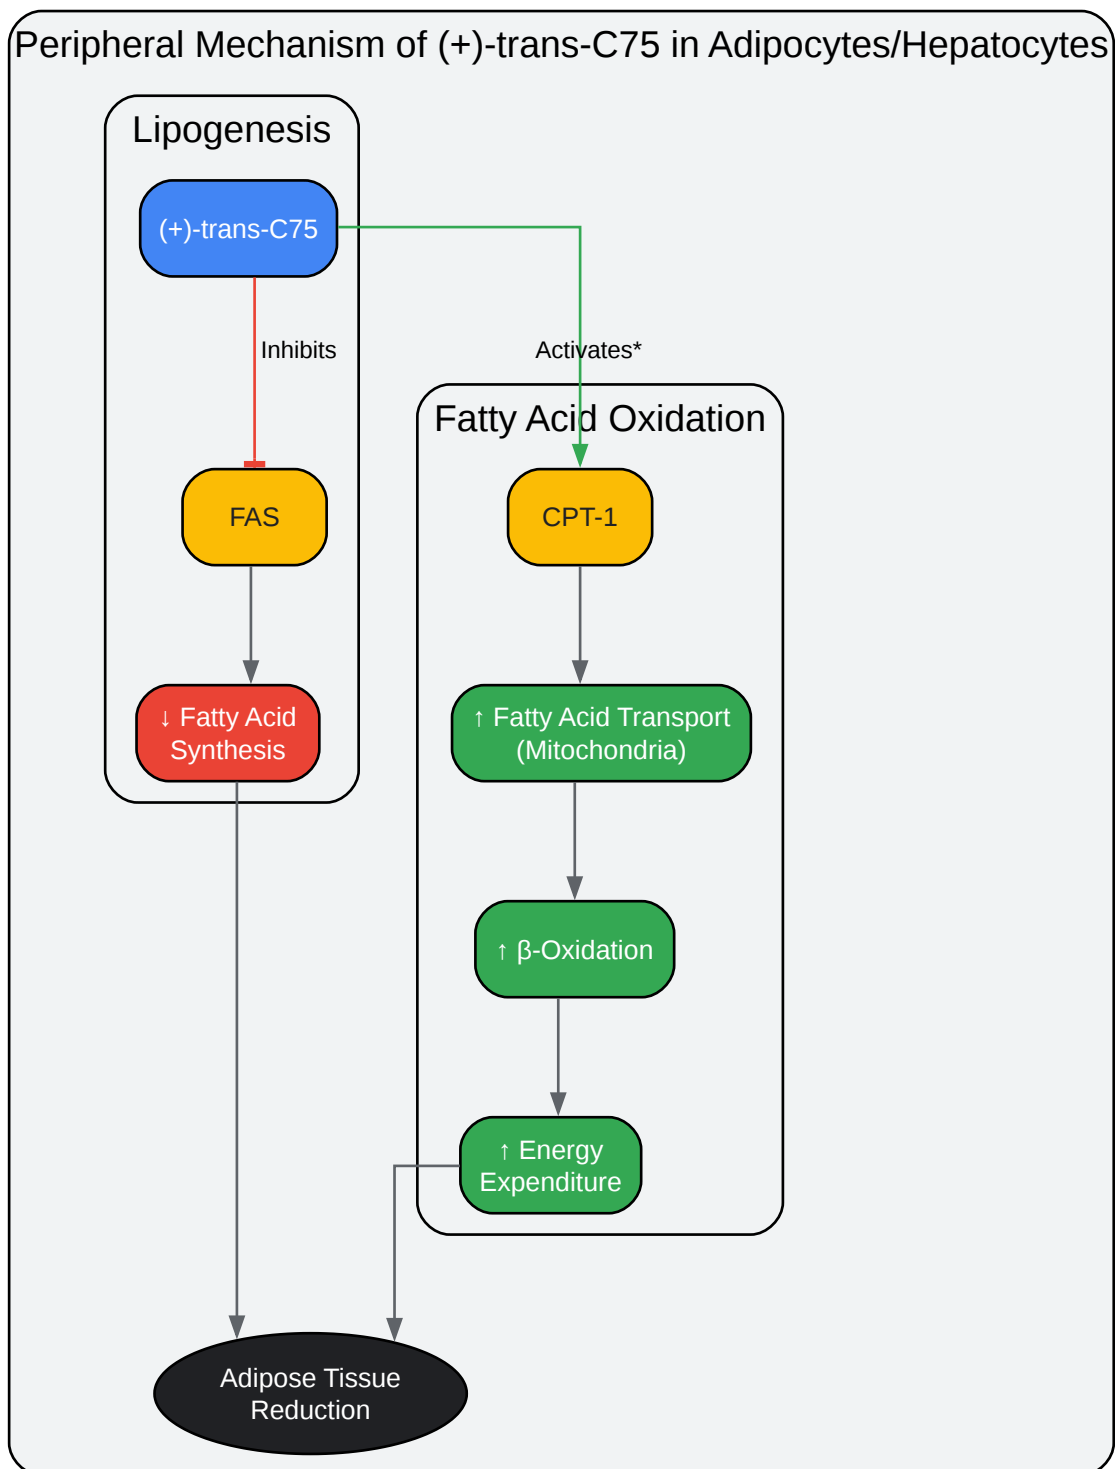 Peripheral Mechanism of (+)-trans-C75 in Adipocytes/Hepatocytes
Lipogenesis
(+)-trans-C75
Inhibits
Activates*
Fatty Acid Oxidation
FAS
CPT-1
↓ Fatty Acid
Synthesis
↑ Fatty Acid Transport
(Mitochondria)
↑ β-Oxidation
↑ Energy
Expenditure
Adipose Tissue
Reduction